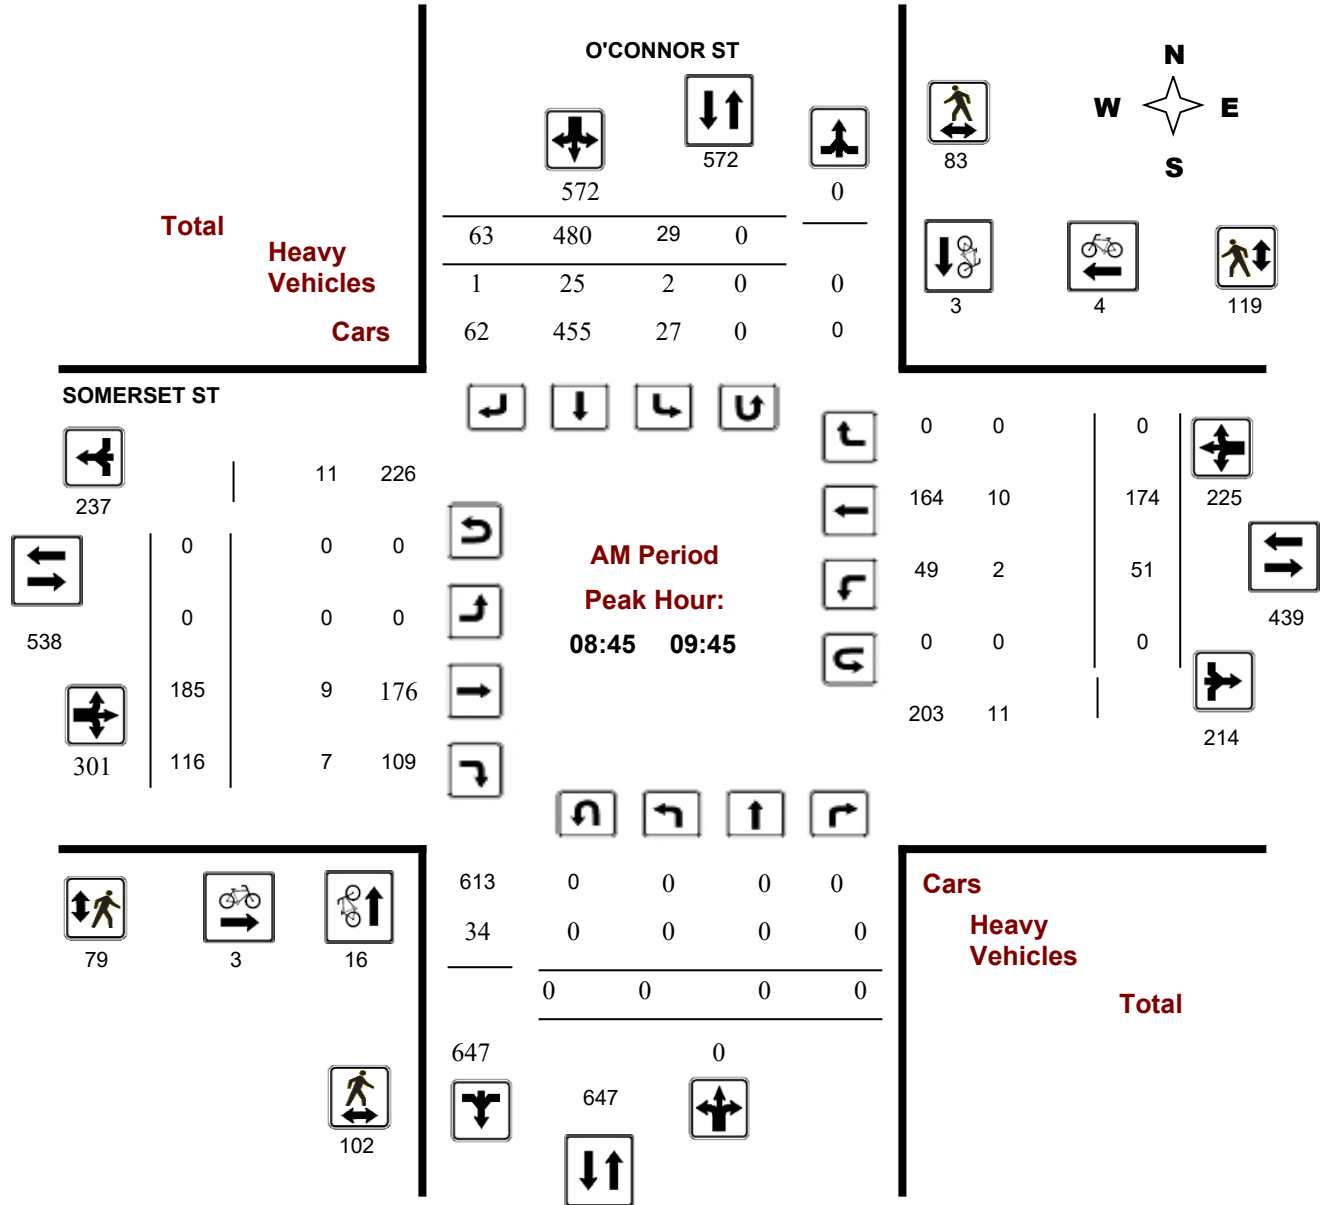 O'CONNOR ST
N
W E
S
572
83
572 0
Total
63 480 29 0
Heavy
Vehicles
1 25 2 0 0
3 4 119
Cars
62 455 27 0 0
SOMERSET ST
0 0 0
11 226
237
164 10 174 225
0 0 0
AM Period
49 2 51
Peak Hour:
0 0 0
439
538
08:45 09:45
0 0 0
185 9 176
203 11
214
301 116 7 109
613 0 0 0 0
Cars
34 0 0 0 0
Heavy
Vehicles
79 3 16
0 0 0 0
Total
647 0
647
102